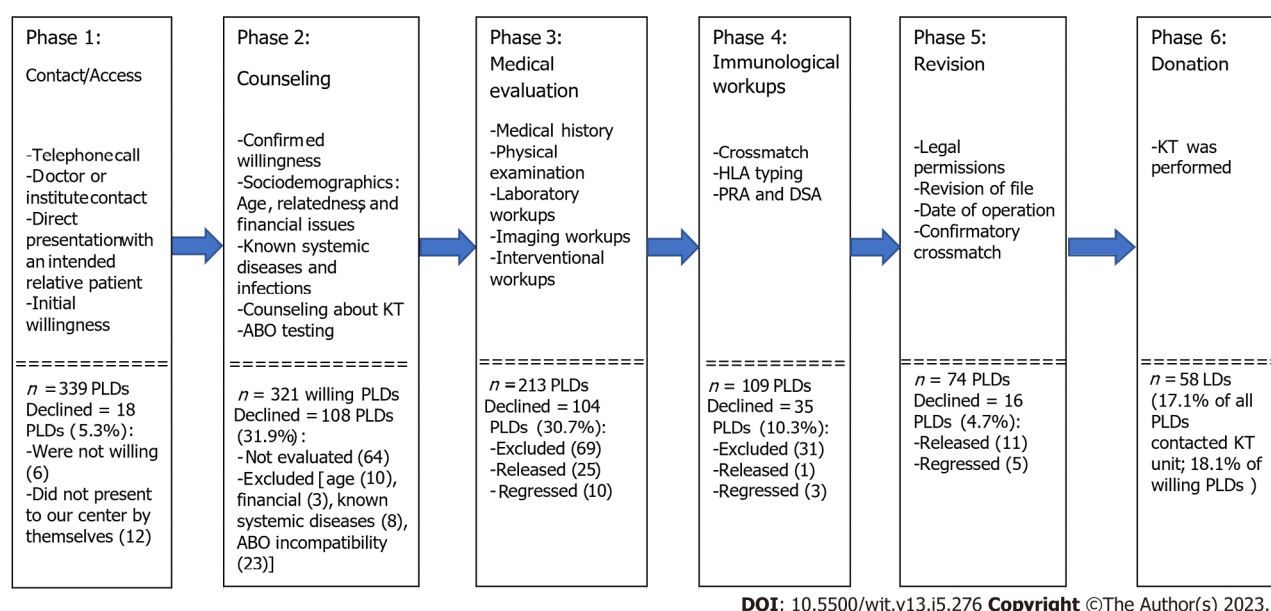 Phase 1:
Contact/Access
-Telephone call
-Doctor or
institute contact
-Direct
presentation with
an intended
relative patient
-Initial
willingness
==================
n = 339 PLDs
Declined = 18
PLDs (5.3%):
-Were not willing
(6)
-Did not present
to our center by
themselves (12)
Phase 2:
Counseling
-Confirmed
willingness
-Sociodemographics:
Age, relatedness, and
financial issues
-Known systemic
diseases and
infections
-Counseling about KT
-ABO testing
==================
n = 321 willing PLDs
Declined = 108 PLDs
(31.9%):
-Not evaluated (64)
-Excluded [age (10),
financial (3), known
systemic diseases (8),
ABO incompatibility
(23)]
Phase 3:
Medical
evaluation
-Medical history
-Physical
examination
-Laboratory
workups
-Imaging workups
-Interventional
workups
==================
n = 213 PLDs
Declined = 104
PLDs (30.7%):
-Excluded (69)
-Released (25)
-Regressed (10)
Phase 4:
Immunological
workups
-Crossmatch
-HLA typing
-PRA and DSA
==================
n = 109 PLDs
Declined = 35
PLDs (10.3%):
-Excluded (31)
-Released (1)
-Regressed (3)
Phase 5:
Revision
-Legal
permissions
-Revision of file
-Date of operation
-Confirmatory
crossmatch
==================
n = 74 PLDs
Declined = 16
PLDs (4.7%):
-Released (11)
-Regressed (5)
Phase 6:
Donation
-KT was
performed
==================
n = 58 LDs
(17.1% of all
PLDs
contacted KT
unit; 18.1% of
willing PLDs )
DOI: 10.5500/wjt.v13.i5.276 Copyright ©The Author(s) 2023.